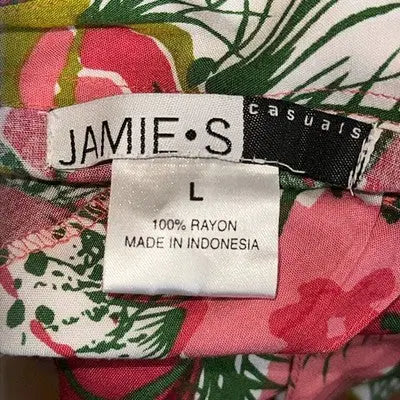 JAMIE•S casuals
L
100% RAYON
MADE IN INDONESIA